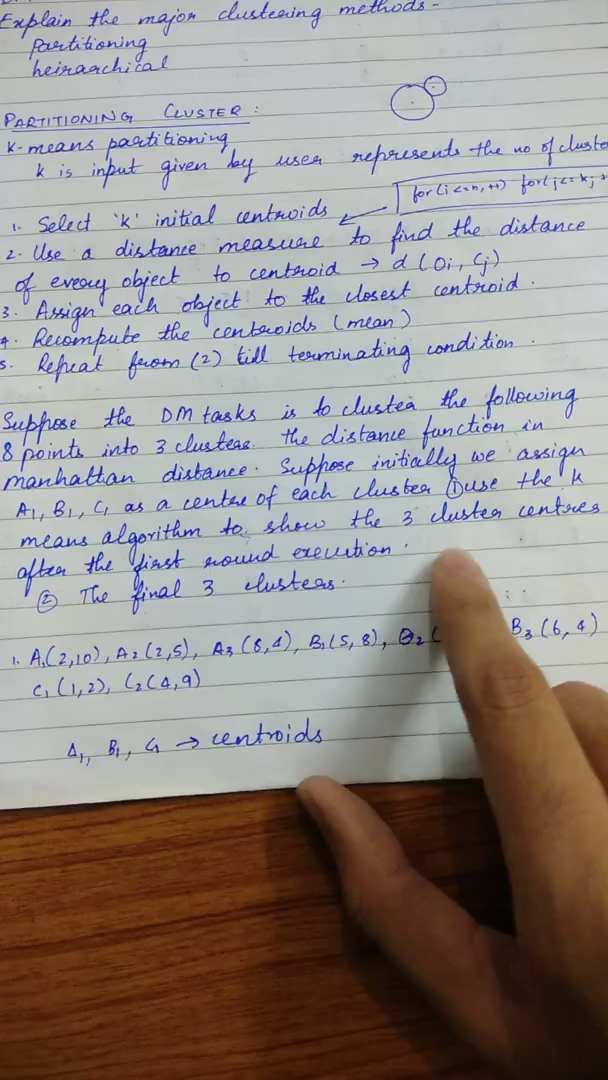 Explain the major clustering methods-
Partitioning
heiraachical
PARTITIONING CLUSTER:
K-means partitioning
k is input given by user represents the no of cluste
for(i<=n,++) for(j<=k,+
1. Select 'k' initial centroids
2. Use a distance measure to find the distance
of every object to centroid → d(Oi, Cj)
3. Assign each object to the closest centroid.
4. Recompute the centroids (mean)
5. Repeat from (2) till terminating condition.
Suppose the DM tasks is to cluster the following
8 points into 3 clusters. the distance function in
manhattan distance. Suppose initially we assign
A1, B1, C1 as a centre of each cluster ① use the k
means algorithm to show the 3 cluster centres
after the first round execution.
② The final 3 clusters.
1. A1(2,10), A2(2,5), A3(8,4), B1(5,8), B2( B3(6,4)
C1(1,2), C2(4,9)
A1, B1, C1 → centroids